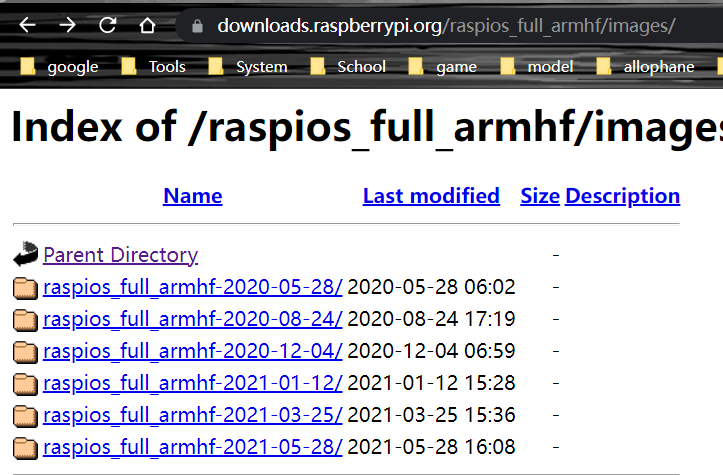 downloads.raspberrypi.org/raspios_full_armhf/images/
google Tools System School game model allophane
Index of /raspios_full_armhf/images
Name Last modified Size Description
Parent Directory -
raspios_full_armhf-2020-05-28/ 2020-05-28 06:02 -
raspios_full_armhf-2020-08-24/ 2020-08-24 17:19 -
raspios_full_armhf-2020-12-04/ 2020-12-04 06:59 -
raspios_full_armhf-2021-01-12/ 2021-01-12 15:28 -
raspios_full_armhf-2021-03-25/ 2021-03-25 15:36 -
raspios_full_armhf-2021-05-28/ 2021-05-28 16:08 -